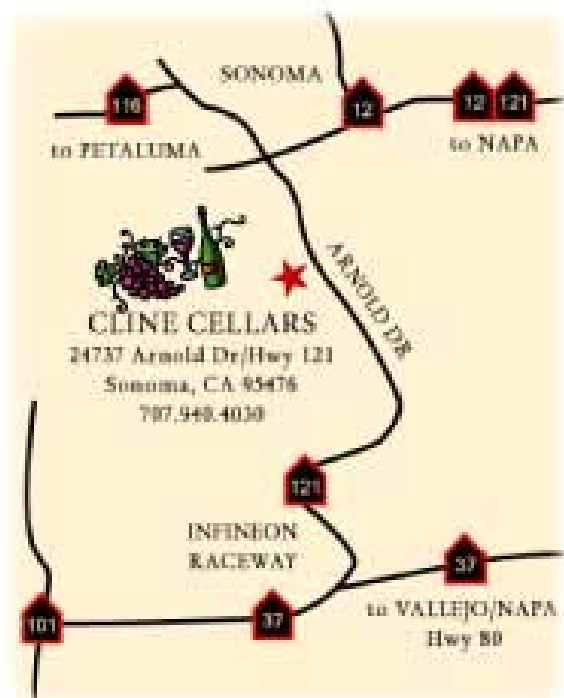 SONOMA
116
12
12 121
to PETALUMA
to NAPA
ARNOLD DR
CLINE CELLARS
24737 Arnold Dr/Hwy 121
Sonoma, CA 95476
707.940.4030
121
INFINEON
RACEWAY
37
to VALLEJO/NAPA
Hwy 80
101
37